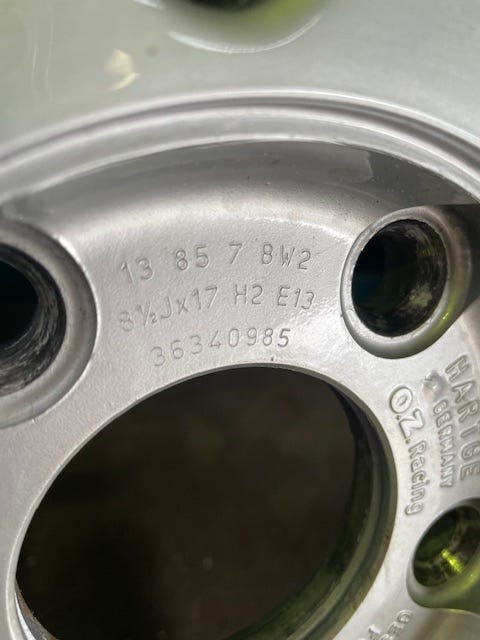 13 85 7 BW2
8½Jx17 H2 E13
36340985
HARTGE
GERMANY
O.Z. Racing